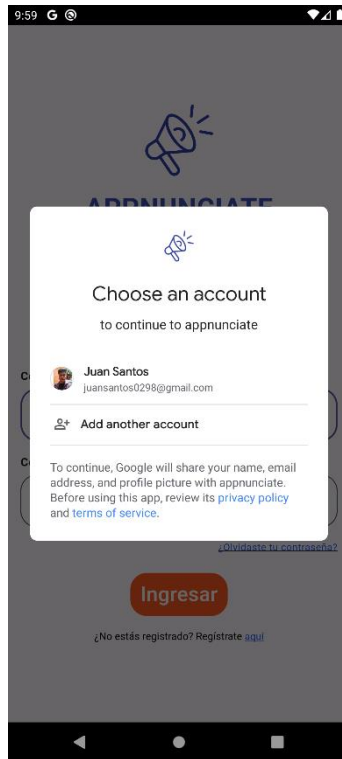 9:59 G
APPNUNCIATE
Choose an account
to continue to appnunciate
Juan Santos
juansantos0298@gmail.com
Add another account
To continue, Google will share your name, email
address, and profile picture with appnunciate.
Before using this app, review its privacy policy
and terms of service.
¿Olvidaste tu contraseña?
Ingresar
¿No estás registrado? Regístrate aquí